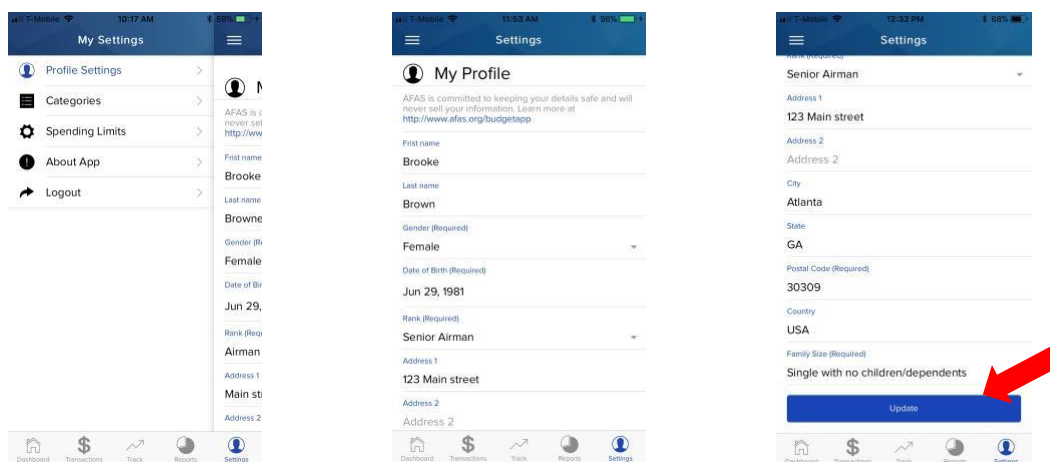 T-Mobile 10:17 AM 59%
My Settings
Profile Settings
Categories
Spending Limits
About App
Logout
AFAS is
never sel
http://ww
Frist name
Brooke
Last name
Browne
Gender (Re
Female
Date of Bir
Jun 29,
Rank (Requ
Airman
Address 1
Main st
Address 2
Dashboard Transactions Track Reports Settings
T-Mobile 11:53 AM 96%
Settings
My Profile
AFAS is committed to keeping your details safe and will
never sell your information. Learn more at
http://www.afas.org/budgetapp
Frist name
Brooke
Last name
Brown
Gender (Required)
Female
Date of Birth (Required)
Jun 29, 1981
Rank (Required)
Senior Airman
Address 1
123 Main street
Address 2
Address 2
Dashboard Transactions Track Reports Settings
T-Mobile 12:32 PM 68%
Settings
Rank (Required)
Senior Airman
Address 1
123 Main street
Address 2
Address 2
City
Atlanta
State
GA
Postal Code (Required)
30309
Country
USA
Family Size (Required)
Single with no children/dependents
Update
Dashboard Transactions Track Reports Settings